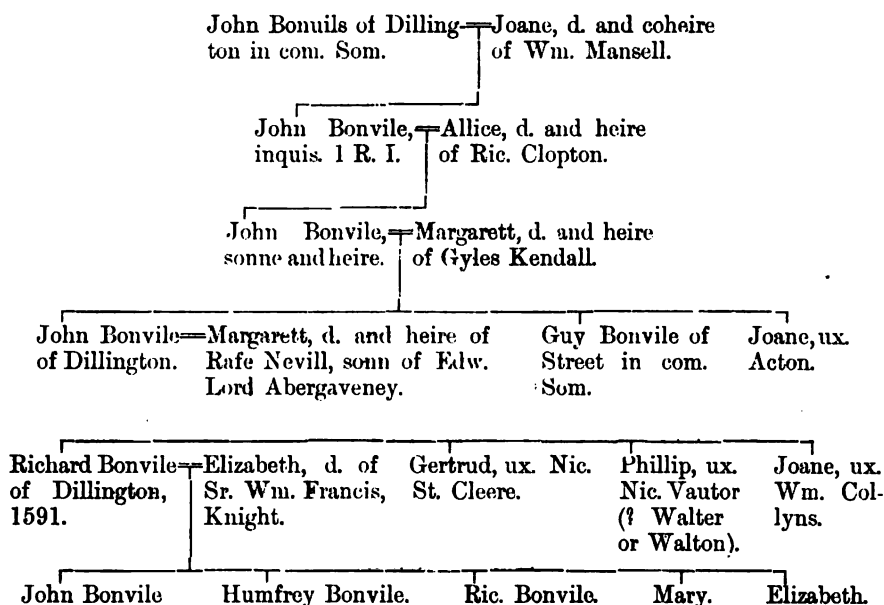 John Bonuils of Dilling-
ton in com. Som.
Joane, d. and coheire
of Wm. Mansell.
John Bonvile,
inquis. 1 R. I.
Allice, d. and heire
of Ric. Clopton.
John Bonvile,
sonne and heire.
Margarett, d. and heire
of Gyles Kendall.
John Bonvile
of Dillington.
Margarett, d. and heire of
Rafe Nevill, sonn of Edw.
Lord Abergaveney.
Guy Bonvile of
Street in com.
Som.
Joane, ux.
Acton.
Richard Bonvile
of Dillington,
1591.
Elizabeth, d. of
Sr. Wm. Francis,
Knight.
Gertrud, ux. Nic.
St. Cleere.
Phillip, ux.
Nic. Vautor
(? Walter
or Walton).
Joane, ux.
Wm. Col-
lyns.
John Bonvile
Humfrey Bonvile.
Ric. Bonvile.
Mary.
Elizabeth.